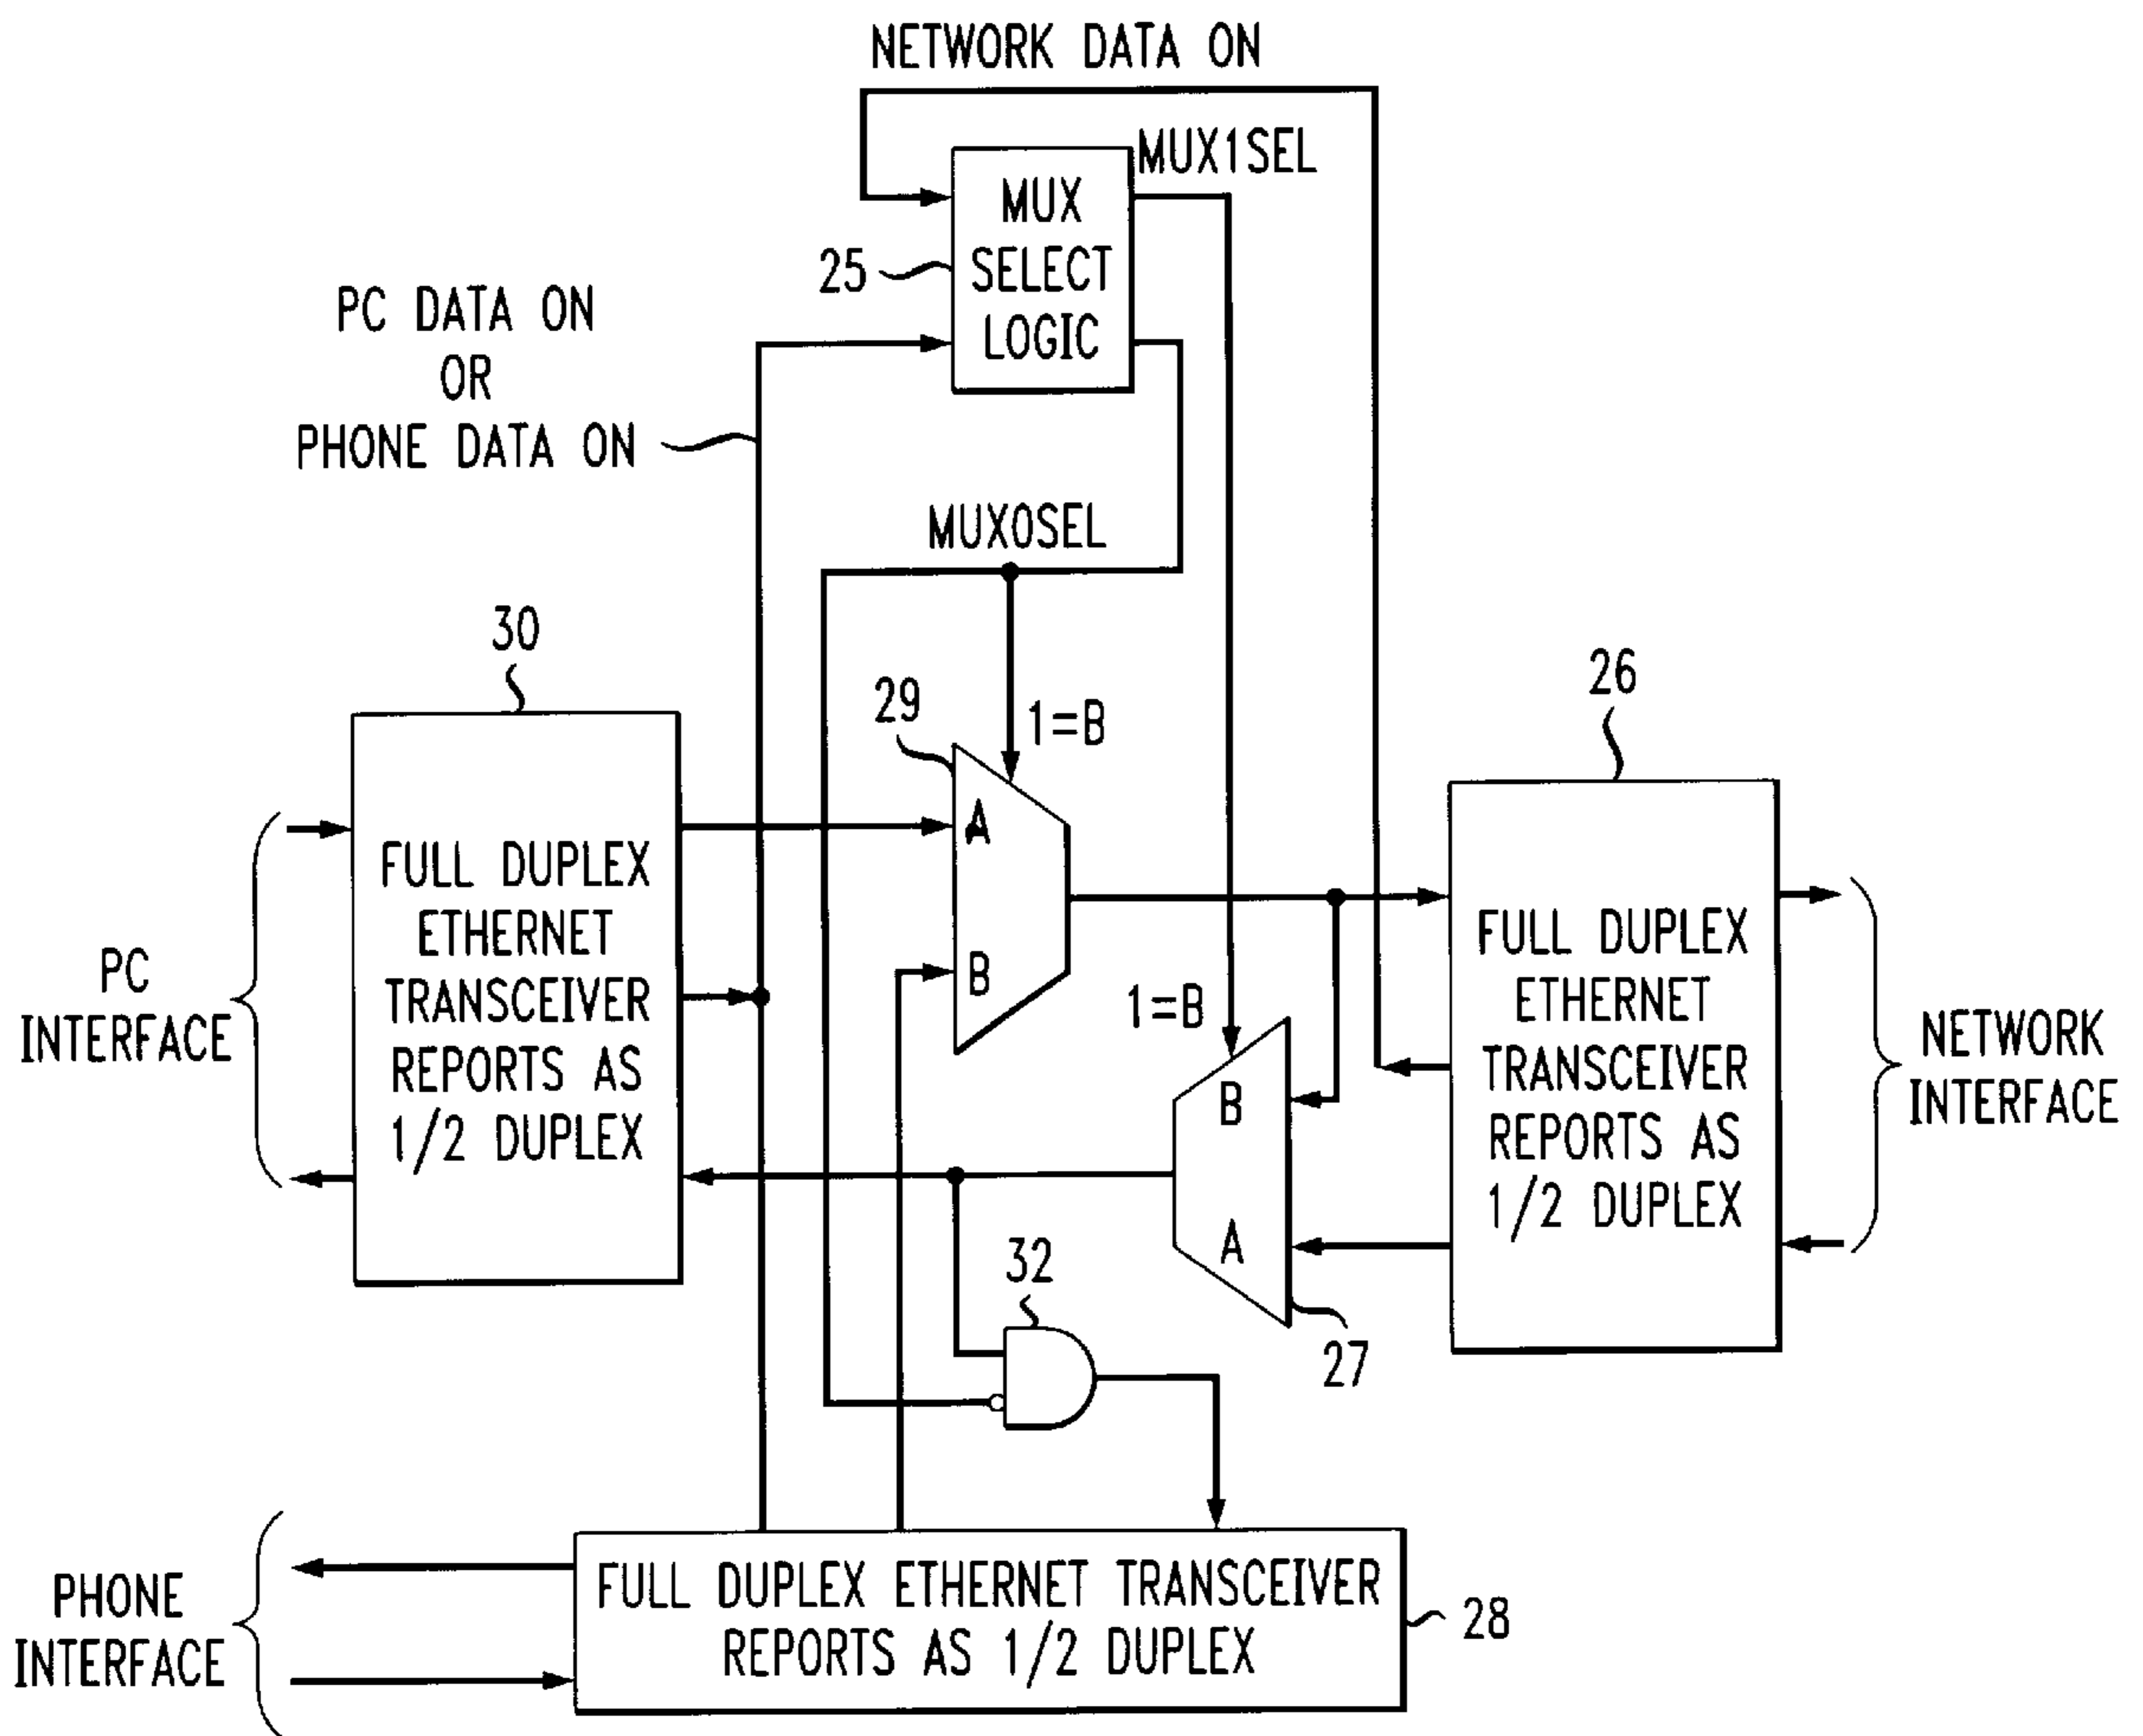 NETWORK DATA ON
MUX1SEL
MUX
SELECT
LOGIC
25
PC DATA ON
OR
PHONE DATA ON
MUX0SEL
30
29
1=B
26
A
B
FULL DUPLEX
ETHERNET
TRANSCEIVER
REPORTS AS
1/2 DUPLEX
PC
INTERFACE
1=B
B
A
FULL DUPLEX
ETHERNET
TRANSCEIVER
REPORTS AS
1/2 DUPLEX
NETWORK
INTERFACE
32
27
PHONE
INTERFACE
FULL DUPLEX ETHERNET TRANSCEIVER
REPORTS AS 1/2 DUPLEX
28